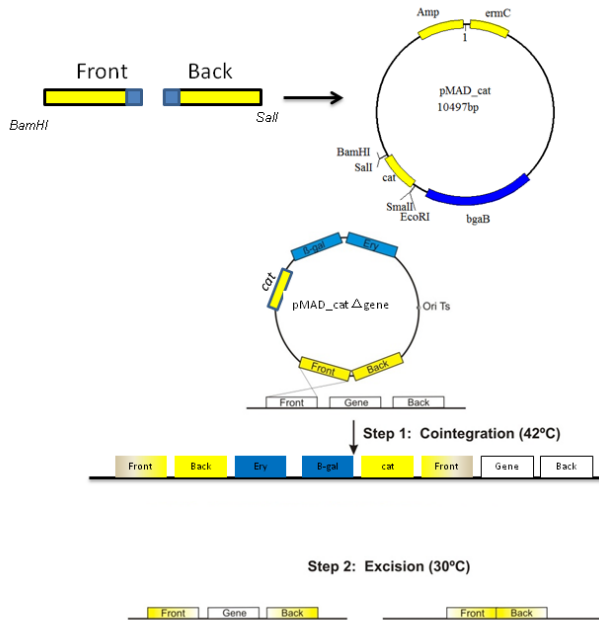 Amp ermC
1
Front Back
pMAD_cat
10497bp
BamHI SalI
BamHI
SalI
cat
SmaII
EcoRI
bgaB
ß-gal Ery
cat
pMAD_cat △gene
Ori Ts
Front Back
Front Gene Back
Step 1: Cointegration (42ºC)
Front Back Ery B-gal cat Front Gene Back
Step 2: Excision (30ºC)
Front Gene Back Front Back